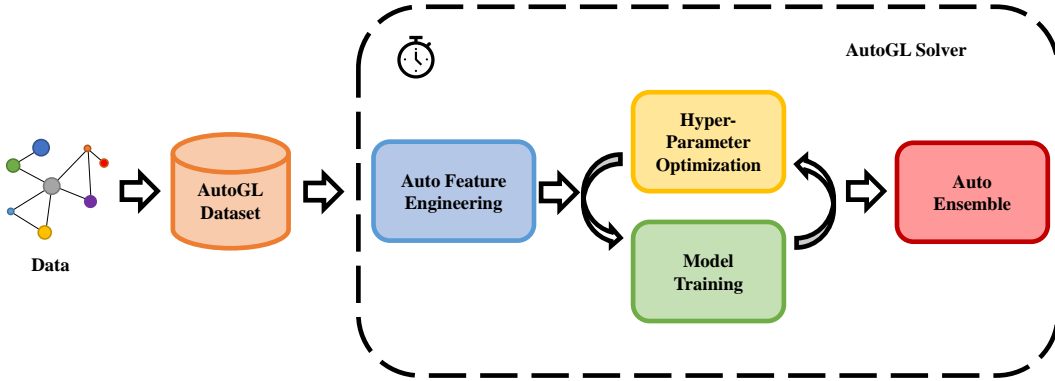 AutoGL Solver
Hyper-
Parameter
Optimization
Auto Feature
Engineering
AutoGL
Dataset
Auto
Ensemble
Model
Training
Data